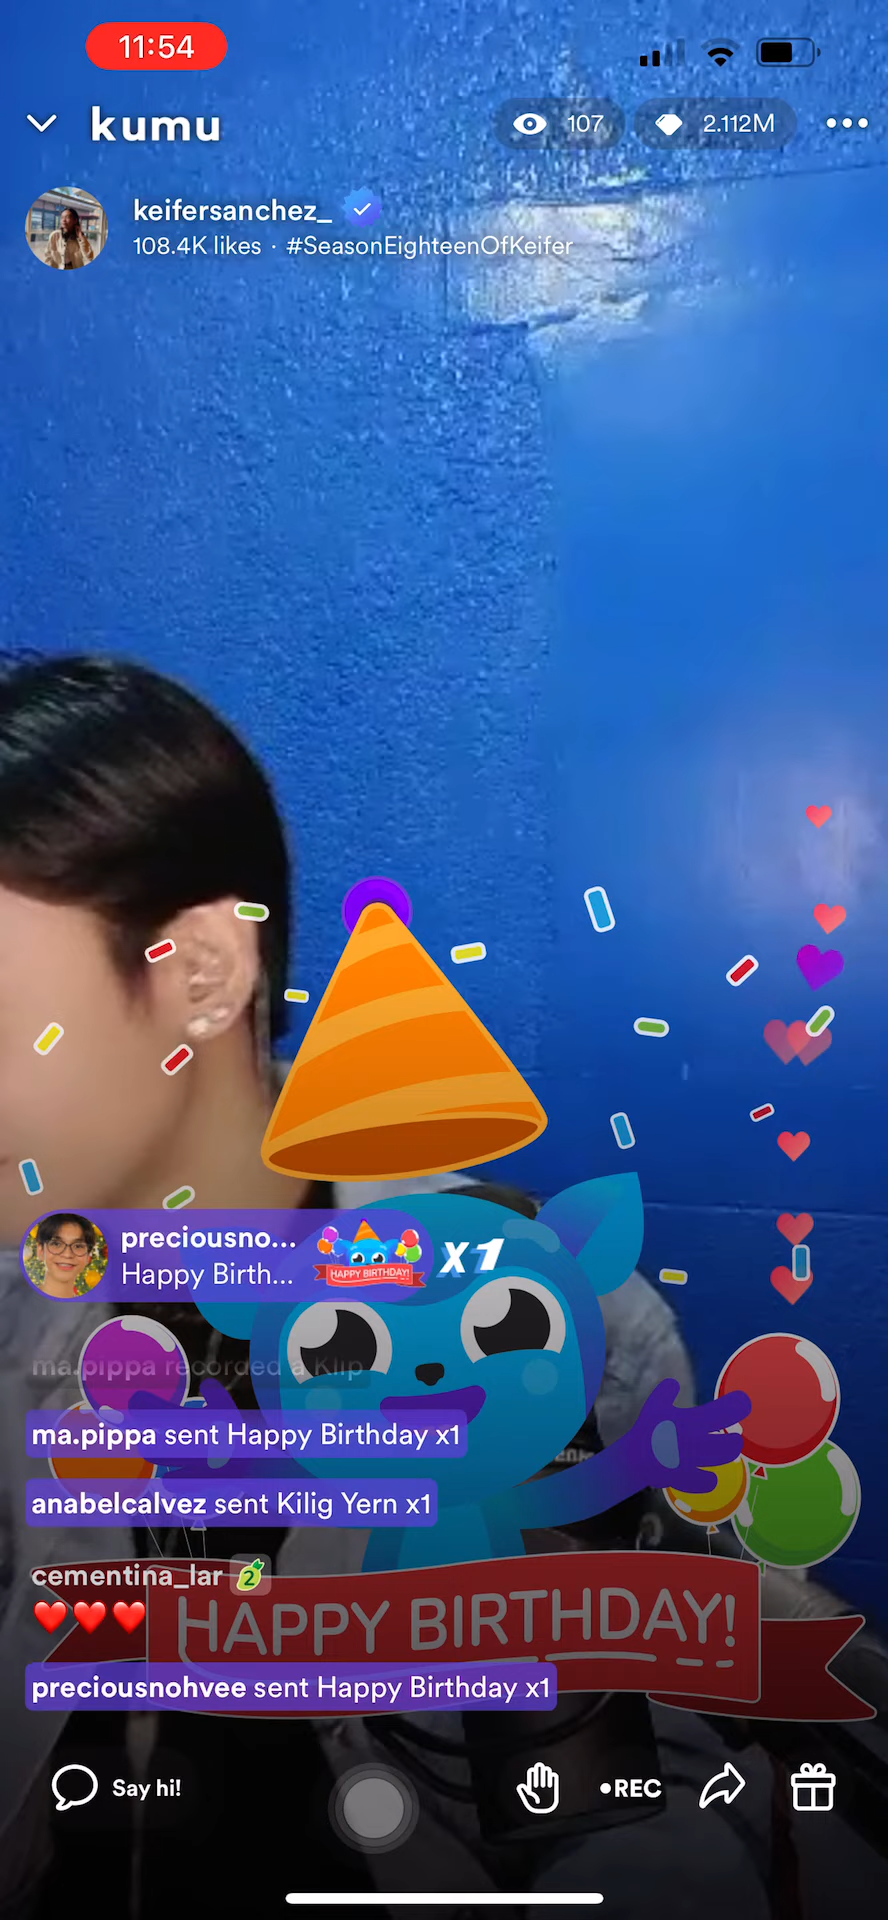 11:54
kumu
107
2.112M
keifersanchez_
108.4K likes · #SeasonEighteenOfKeifer
preciousno...
Happy Birth...
HAPPY BIRTHDAY!
x1
ma.pippa recorded a Klip
ma.pippa sent Happy Birthday x1
anabelcalvez sent Kilig Yern x1
cementina_lar 2
❤️❤️❤️
HAPPY BIRTHDAY!
preciousnohvee sent Happy Birthday x1
Say hi!
•REC